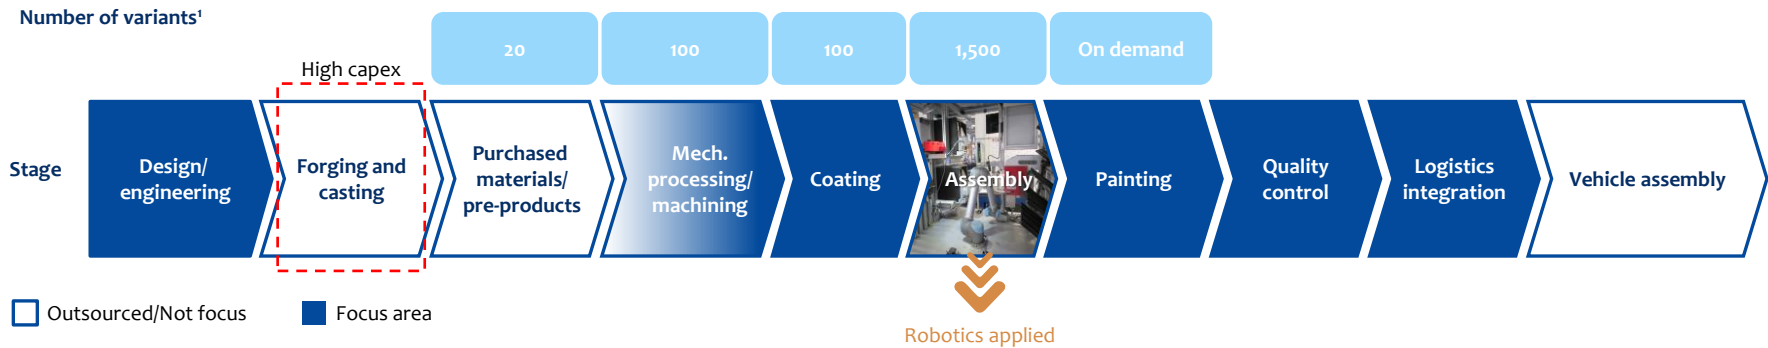 Number of variants¹
20
100
100
1,500
On demand
High capex
Stage
Design/
engineering
Forging and
casting
Purchased
materials/
pre-products
Mech.
processing/
machining
Coating
Assembly
Painting
Quality
control
Logistics
integration
Vehicle assembly
Outsourced/Not focus
Focus area
Robotics applied